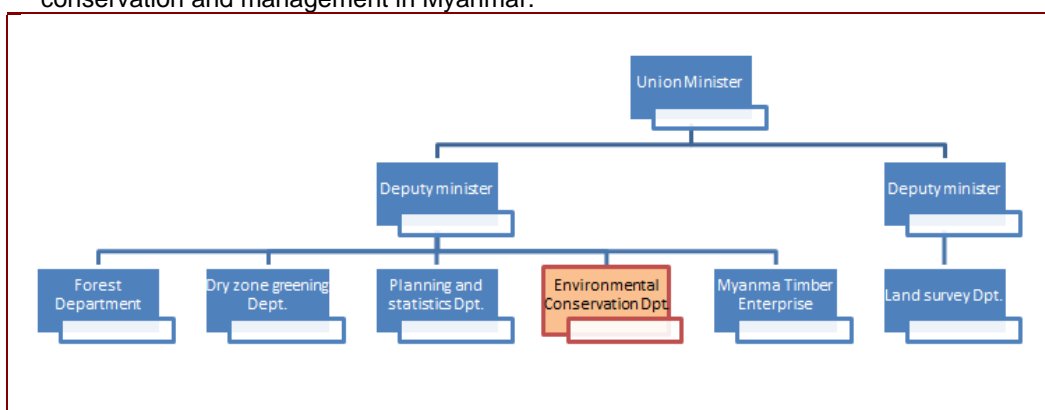 conservation and management in Myanmar.
Union Minister
Deputy minister
Deputy minister
Forest
Department
Dry zone greening
Dept.
Planning and
statistics Dpt.
Environmental
Conservation Dpt.
Myanma Timber
Enterprise
Land survey Dpt.